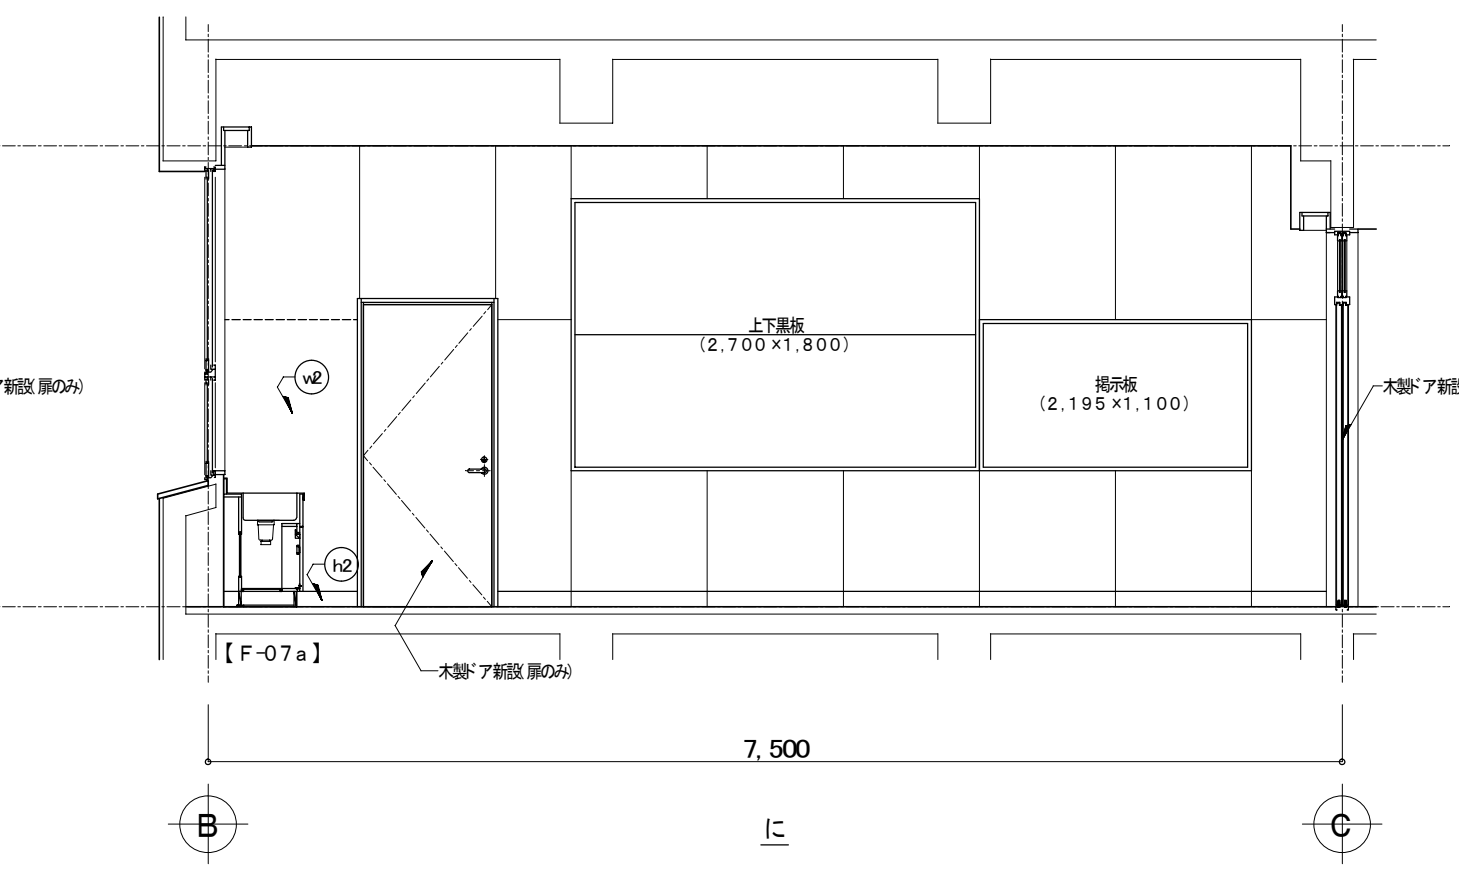 上下黒板
(2,700×1,800)
w2
掲示板
(2,195×1,100)
ア新設(扉のみ)
木製ドア新設
h2
【F-07a】
木製ドア新設(扉のみ)
7,500
B
に
C